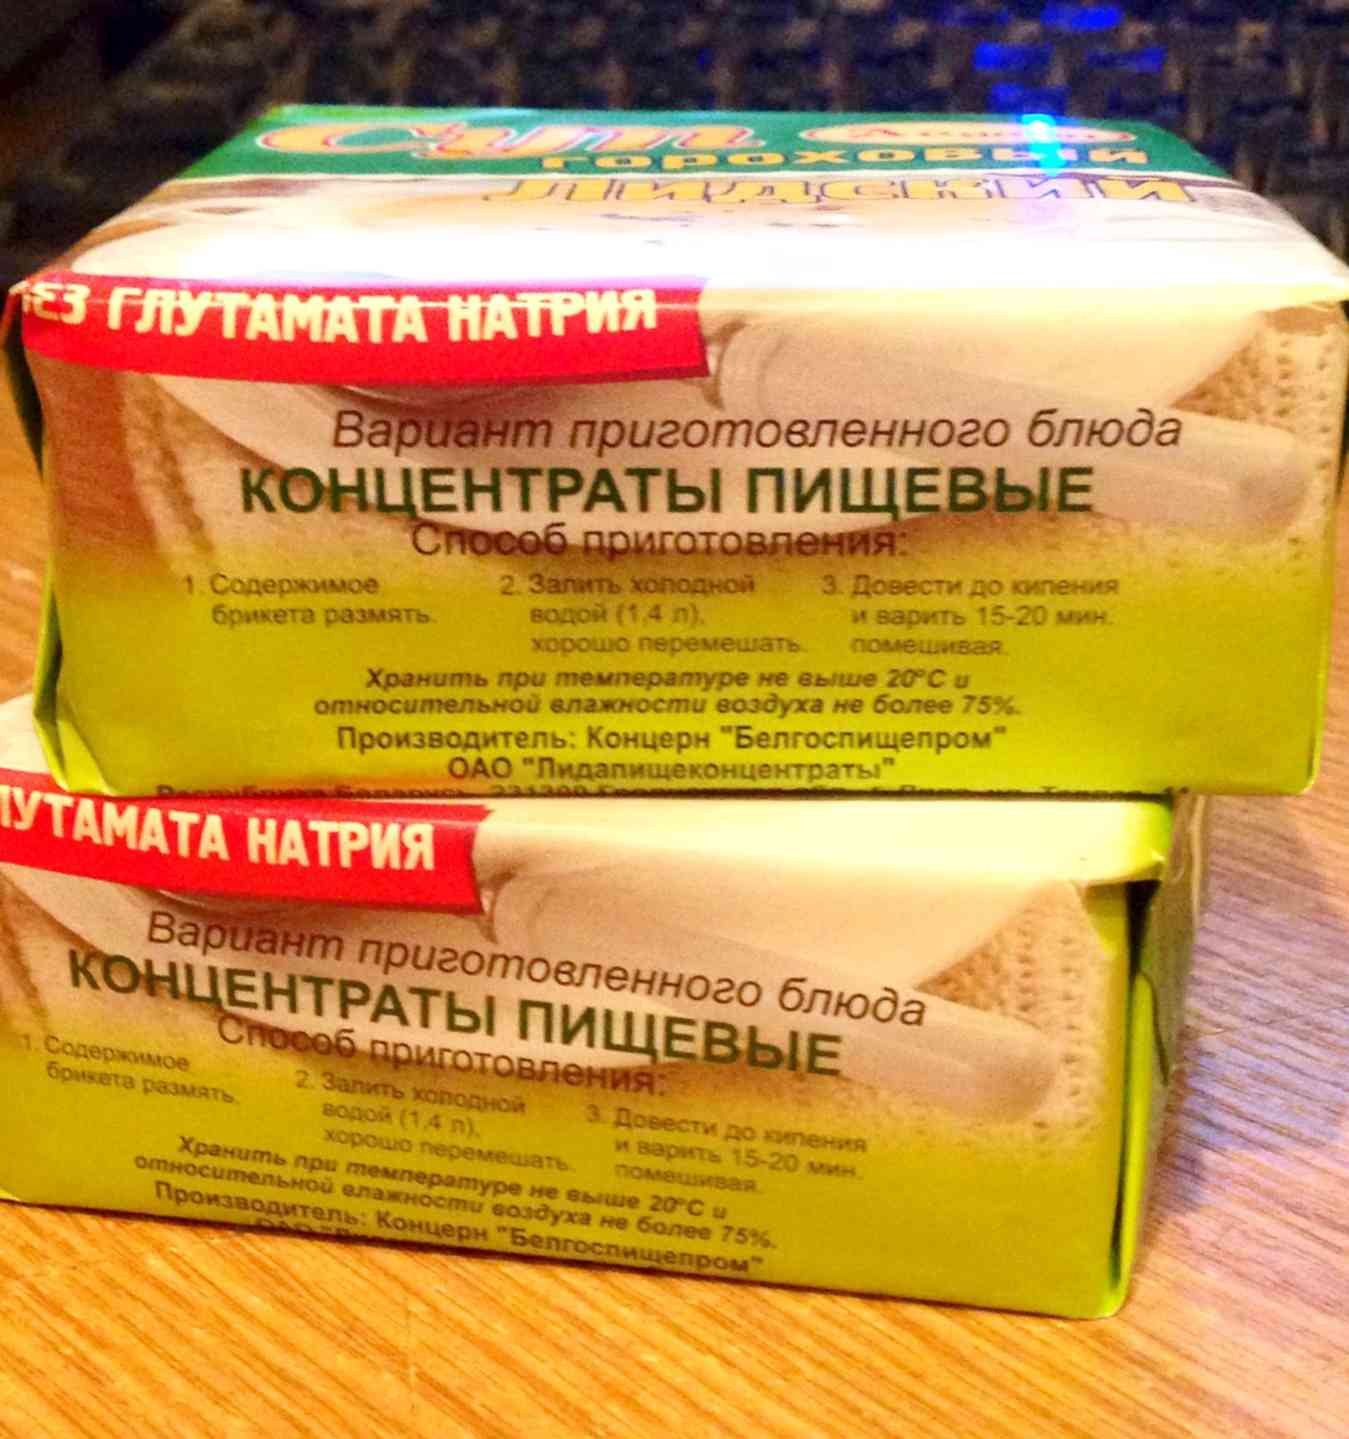 Суп
гороховый
Лидский
БЕЗ ГЛУТАМАТА НАТРИЯ
Вариант приготовленного блюда
КОНЦЕНТРАТЫ ПИЩЕВЫЕ
Способ приготовления:
1. Содержимое
брикета размять.
2. Залить холодной
водой (1,4 л),
хорошо перемешать.
3. Довести до кипения
и варить 15-20 мин.
помешивая.
Хранить при температуре не выше 20°С и
относительной влажности воздуха не более 75%.
Производитель: Концерн "Белгоспищепром"
ОАО "Лидапищеконцентраты"
Республика Беларусь, 231300
ЛУТАМАТА НАТРИЯ
Вариант приготовленного блюда
КОНЦЕНТРАТЫ ПИЩЕВЫЕ
Способ приготовления:
1. Содержимое
брикета размять.
2. Залить холодной
водой (1,4 л),
хорошо перемешать.
3. Довести до кипения
и варить 15-20 мин.
помешивая.
Хранить при температуре не выше 20°С и
относительной влажности воздуха не более 75%.
Производитель: Концерн "Белгоспищепром"